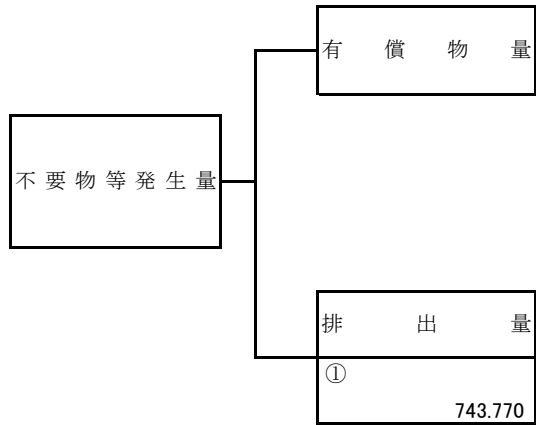 有償物量
不要物等発生量
排出量
①
743.770